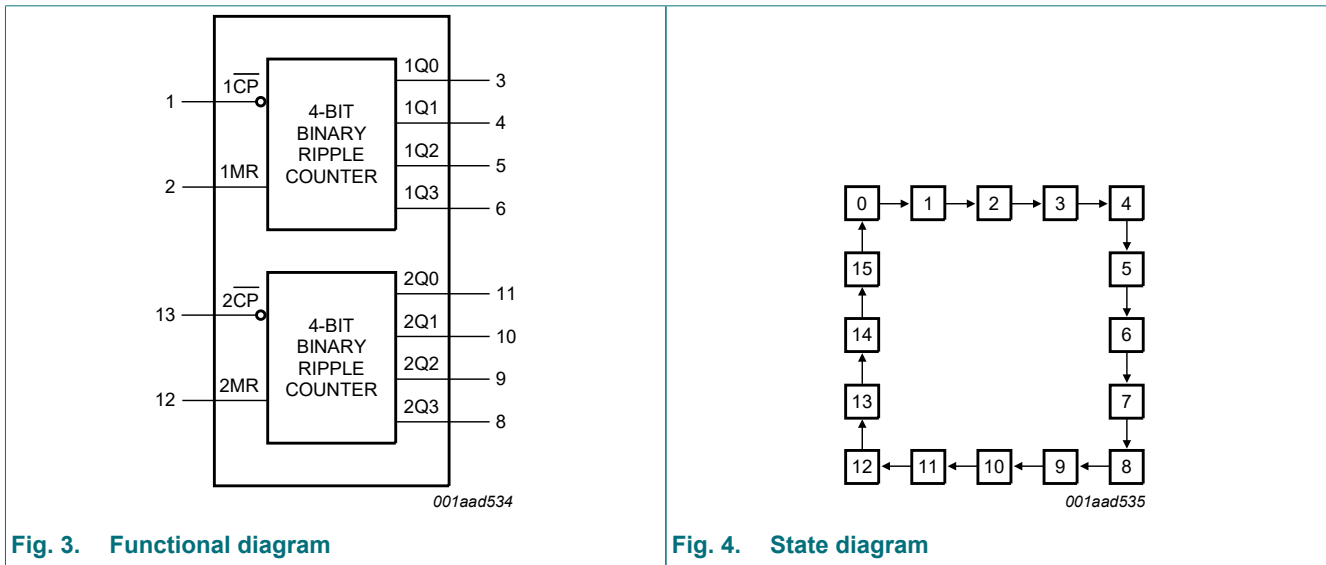 1CP
1
1MR
2
4-BIT
BINARY
RIPPLE
COUNTER
1Q0
3
1Q1
4
1Q2
5
1Q3
6
2CP
13
2MR
12
4-BIT
BINARY
RIPPLE
COUNTER
2Q0
11
2Q1
10
2Q2
9
2Q3
8
001aad534
Fig. 3. Functional diagram
0 1 2 3 4
15 5
14 6
13 7
12 11 10 9 8
001aad535
Fig. 4. State diagram